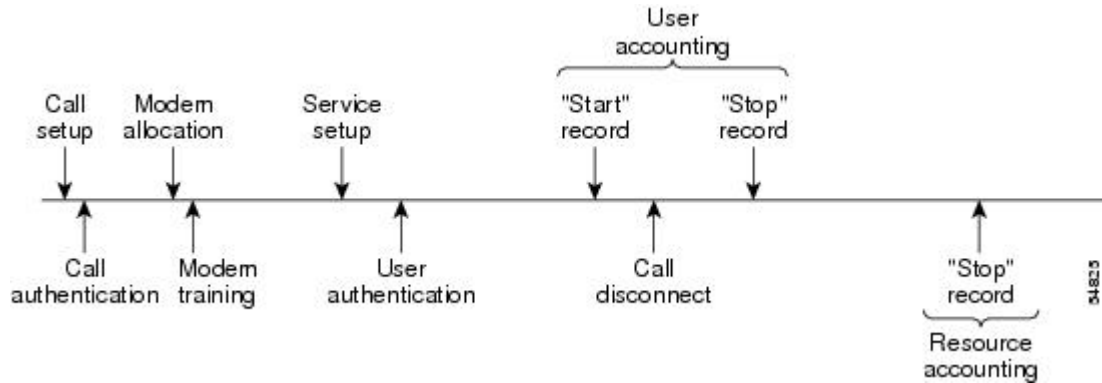 User
accounting
Call
setup
Modem
allocation
Service
setup
"Start"
record
"Stop"
record
Call
authentication
Modem
training
User
authentication
Call
disconnect
"Stop"
record
Resource
accounting
54825